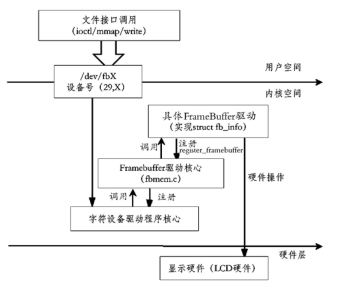 文件接口调用
(ioctl/mmap/write)
/dev/fbX
设备号 (29,X)
用户空间
内核空间
具体FrameBuffer驱动
(实现struct fb_info)
调用
注册
register_framebuffer
Framebuffer驱动核心
(fbmem.c)
硬件操作
调用
注册
字符设备驱动程序核心
硬件层
显示硬件 (LCD硬件)